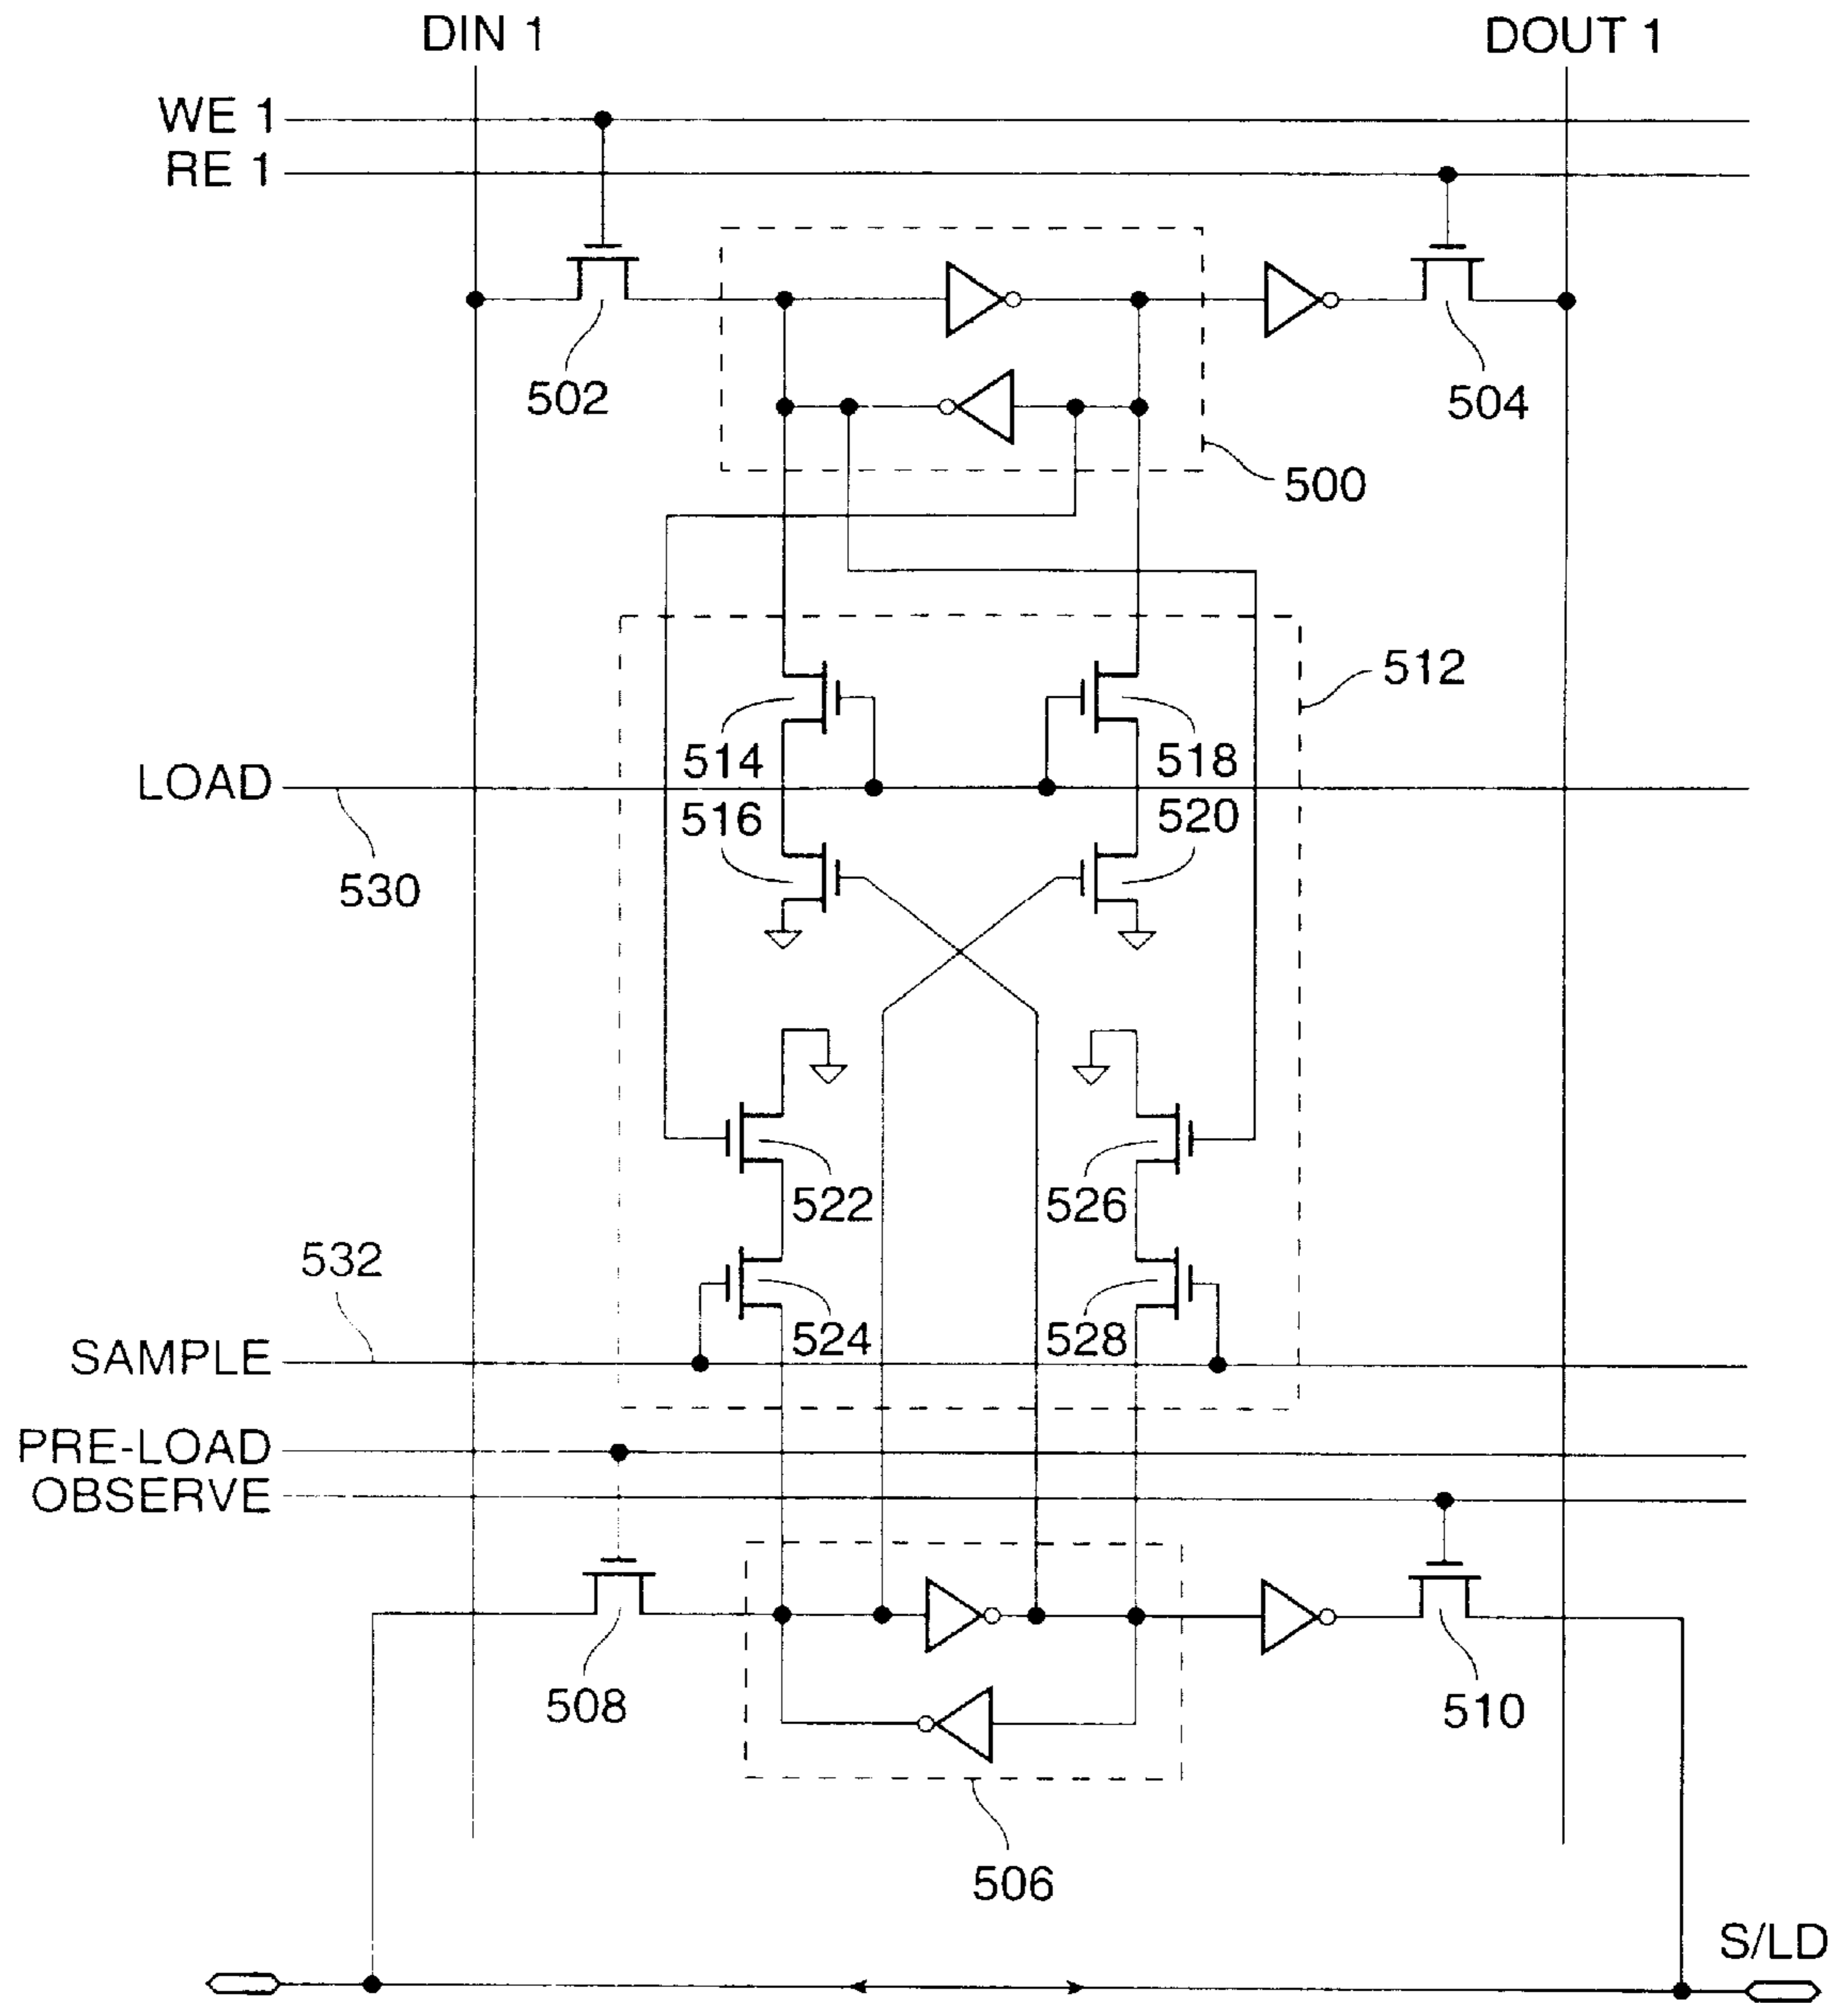 DIN 1
DOUT 1
WE 1
RE 1
502
504
500
512
514
518
LOAD
516
520
530
522
526
532
524
528
SAMPLE
PRE-LOAD
OBSERVE
508
510
506
S/LD